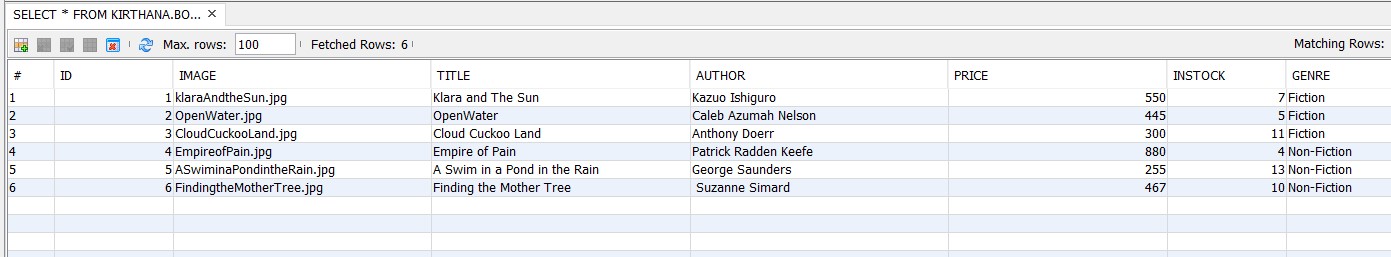 SELECT * FROM KIRTHANA.BO... ×
Max. rows: 100 Fetched Rows: 6 Matching Rows:
# ID IMAGE TITLE AUTHOR PRICE INSTOCK GENRE
1 1 klaraAndtheSun.jpg Klara and The Sun Kazuo Ishiguro 550 7 Fiction
2 2 OpenWater.jpg OpenWater Caleb Azumah Nelson 445 5 Fiction
3 3 CloudCuckooLand.jpg Cloud Cuckoo Land Anthony Doerr 300 11 Fiction
4 4 EmpireofPain.jpg Empire of Pain Patrick Radden Keefe 880 4 Non-Fiction
5 5 ASwiminaPondintheRain.jpg A Swim in a Pond in the Rain George Saunders 255 13 Non-Fiction
6 6 FindingtheMotherTree.jpg Finding the Mother Tree Suzanne Simard 467 10 Non-Fiction